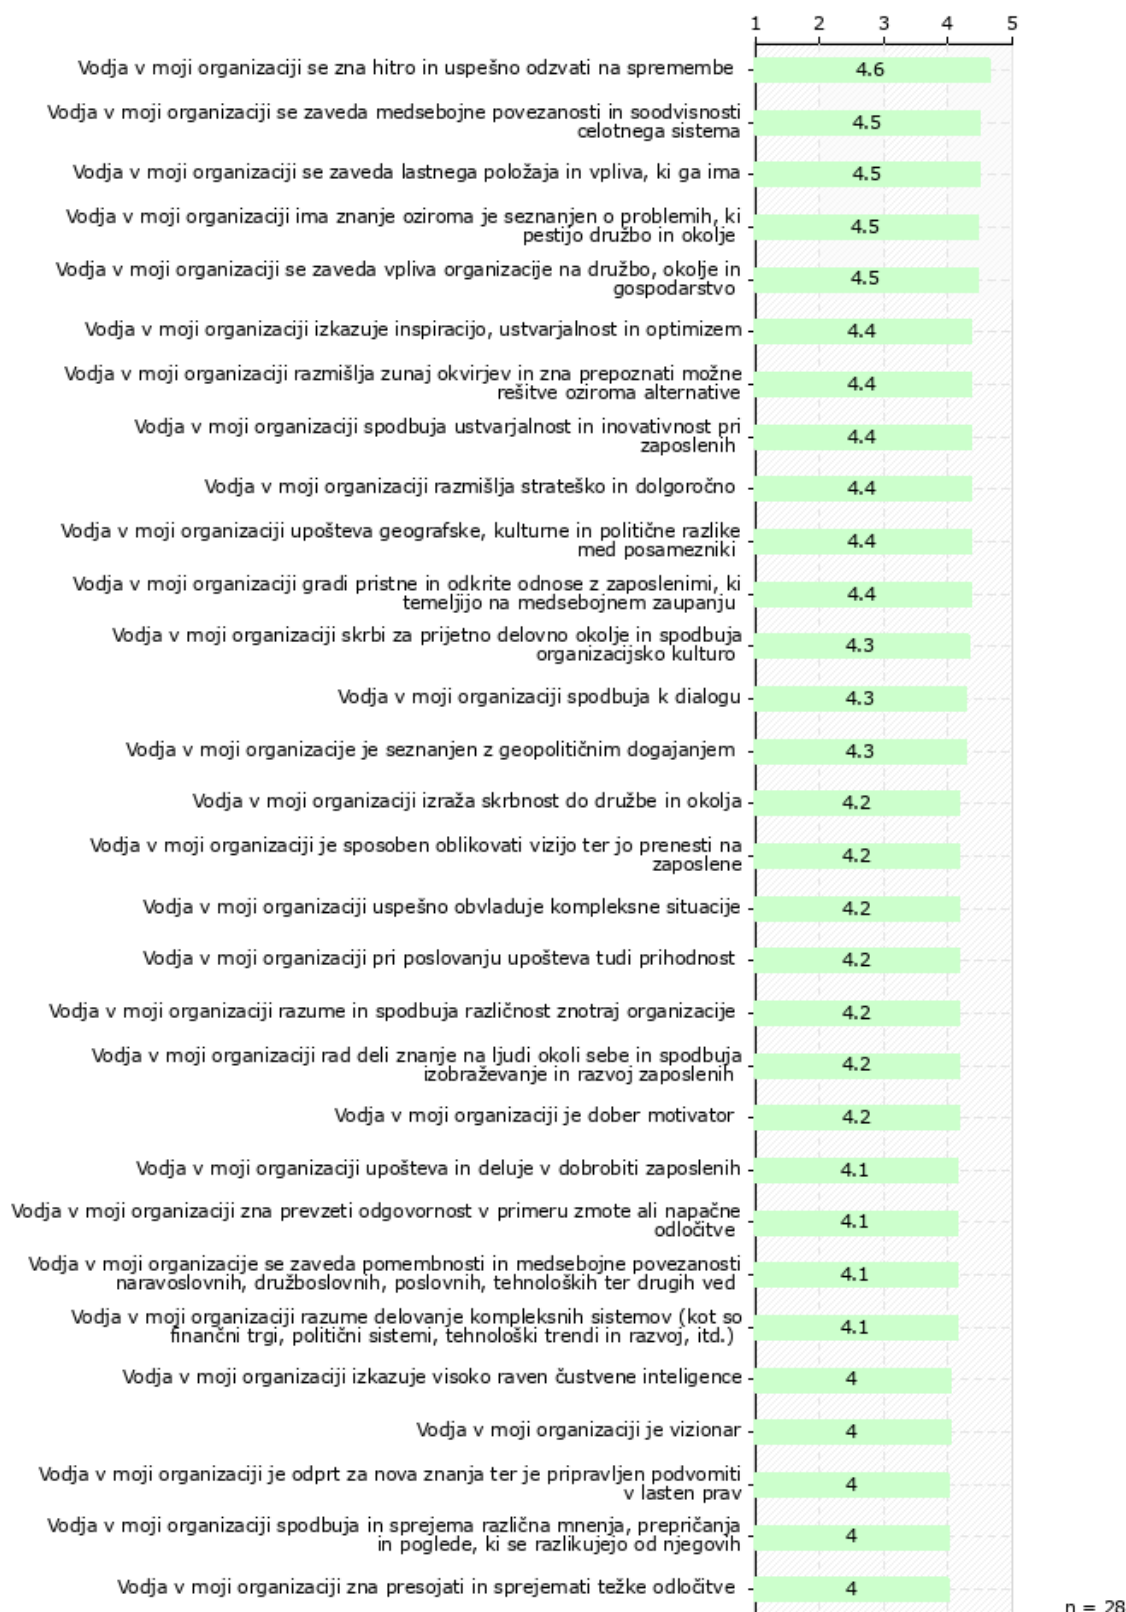 1 2 3 4 5
Vodja v moji organizaciji se zna hitro in uspešno odzvati na spremembe
4.6
Vodja v moji organizaciji se zaveda medsebojne povezanosti in soodvisnosti
celotnega sistema
4.5
Vodja v moji organizaciji se zaveda lastnega položaja in vpliva, ki ga ima
4.5
Vodja v moji organizaciji ima znanje oziroma je seznanjen o problemih, ki
pestijo družbo in okolje
4.5
Vodja v moji organizaciji se zaveda vpliva organizacije na družbo, okolje in
gospodarstvo
4.5
Vodja v moji organizaciji izkazuje inspiracijo, ustvarjalnost in optimizem
4.4
Vodja v moji organizaciji razmišlja zunaj okvirjev in zna prepoznati možne
rešitve oziroma alternative
4.4
Vodja v moji organizaciji spodbuja ustvarjalnost in inovativnost pri
zaposlenih
4.4
Vodja v moji organizaciji razmišlja strateško in dolgoročno
4.4
Vodja v moji organizaciji upošteva geografske, kulturne in politične razlike
med posamezniki
4.4
Vodja v moji organizaciji gradi pristne in odkrite odnose z zaposlenimi, ki
temeljijo na medsebojnem zaupanju
4.4
Vodja v moji organizaciji skrbi za prijetno delovno okolje in spodbuja
organizacijsko kulturo
4.3
Vodja v moji organizaciji spodbuja k dialogu
4.3
Vodja v moji organizacije je seznanjen z geopolitičnim dogajanjem
4.3
Vodja v moji organizaciji izraža skrbnost do družbe in okolja
4.2
Vodja v moji organizaciji je sposoben oblikovati vizijo ter jo prenesti na
zaposlene
4.2
Vodja v moji organizaciji uspešno obvladuje kompleksne situacije
4.2
Vodja v moji organizaciji pri poslovanju upošteva tudi prihodnost
4.2
Vodja v moji organizaciji razume in spodbuja različnost znotraj organizacije
4.2
Vodja v moji organizaciji rad deli znanje na ljudi okoli sebe in spodbuja
izobraževanje in razvoj zaposlenih
4.2
Vodja v moji organizaciji je dober motivator
4.2
Vodja v moji organizaciji upošteva in deluje v dobrobiti zaposlenih
4.1
Vodja v moji organizaciji zna prevzeti odgovornost v primeru zmote ali napačne
odločitve
4.1
Vodja v moji organizacije se zaveda pomembnosti in medsebojne povezanosti
naravoslovnih, družboslovnih, poslovnih, tehnoloških ter drugih ved
4.1
Vodja v moji organizaciji razume delovanje kompleksnih sistemov (kot so
finančni trgi, politični sistemi, tehnološki trendi in razvoj, itd.)
4.1
Vodja v moji organizaciji izkazuje visoko raven čustvene inteligence
4
Vodja v moji organizaciji je vizionar
4
Vodja v moji organizaciji je odprt za nova znanja ter je pripravljen podvomiti
v lasten prav
4
Vodja v moji organizaciji spodbuja in sprejema različna mnenja, prepričanja
in poglede, ki se razlikujejo od njegovih
4
Vodja v moji organizaciji zna presojati in sprejemati težke odločitve
4
n = 28